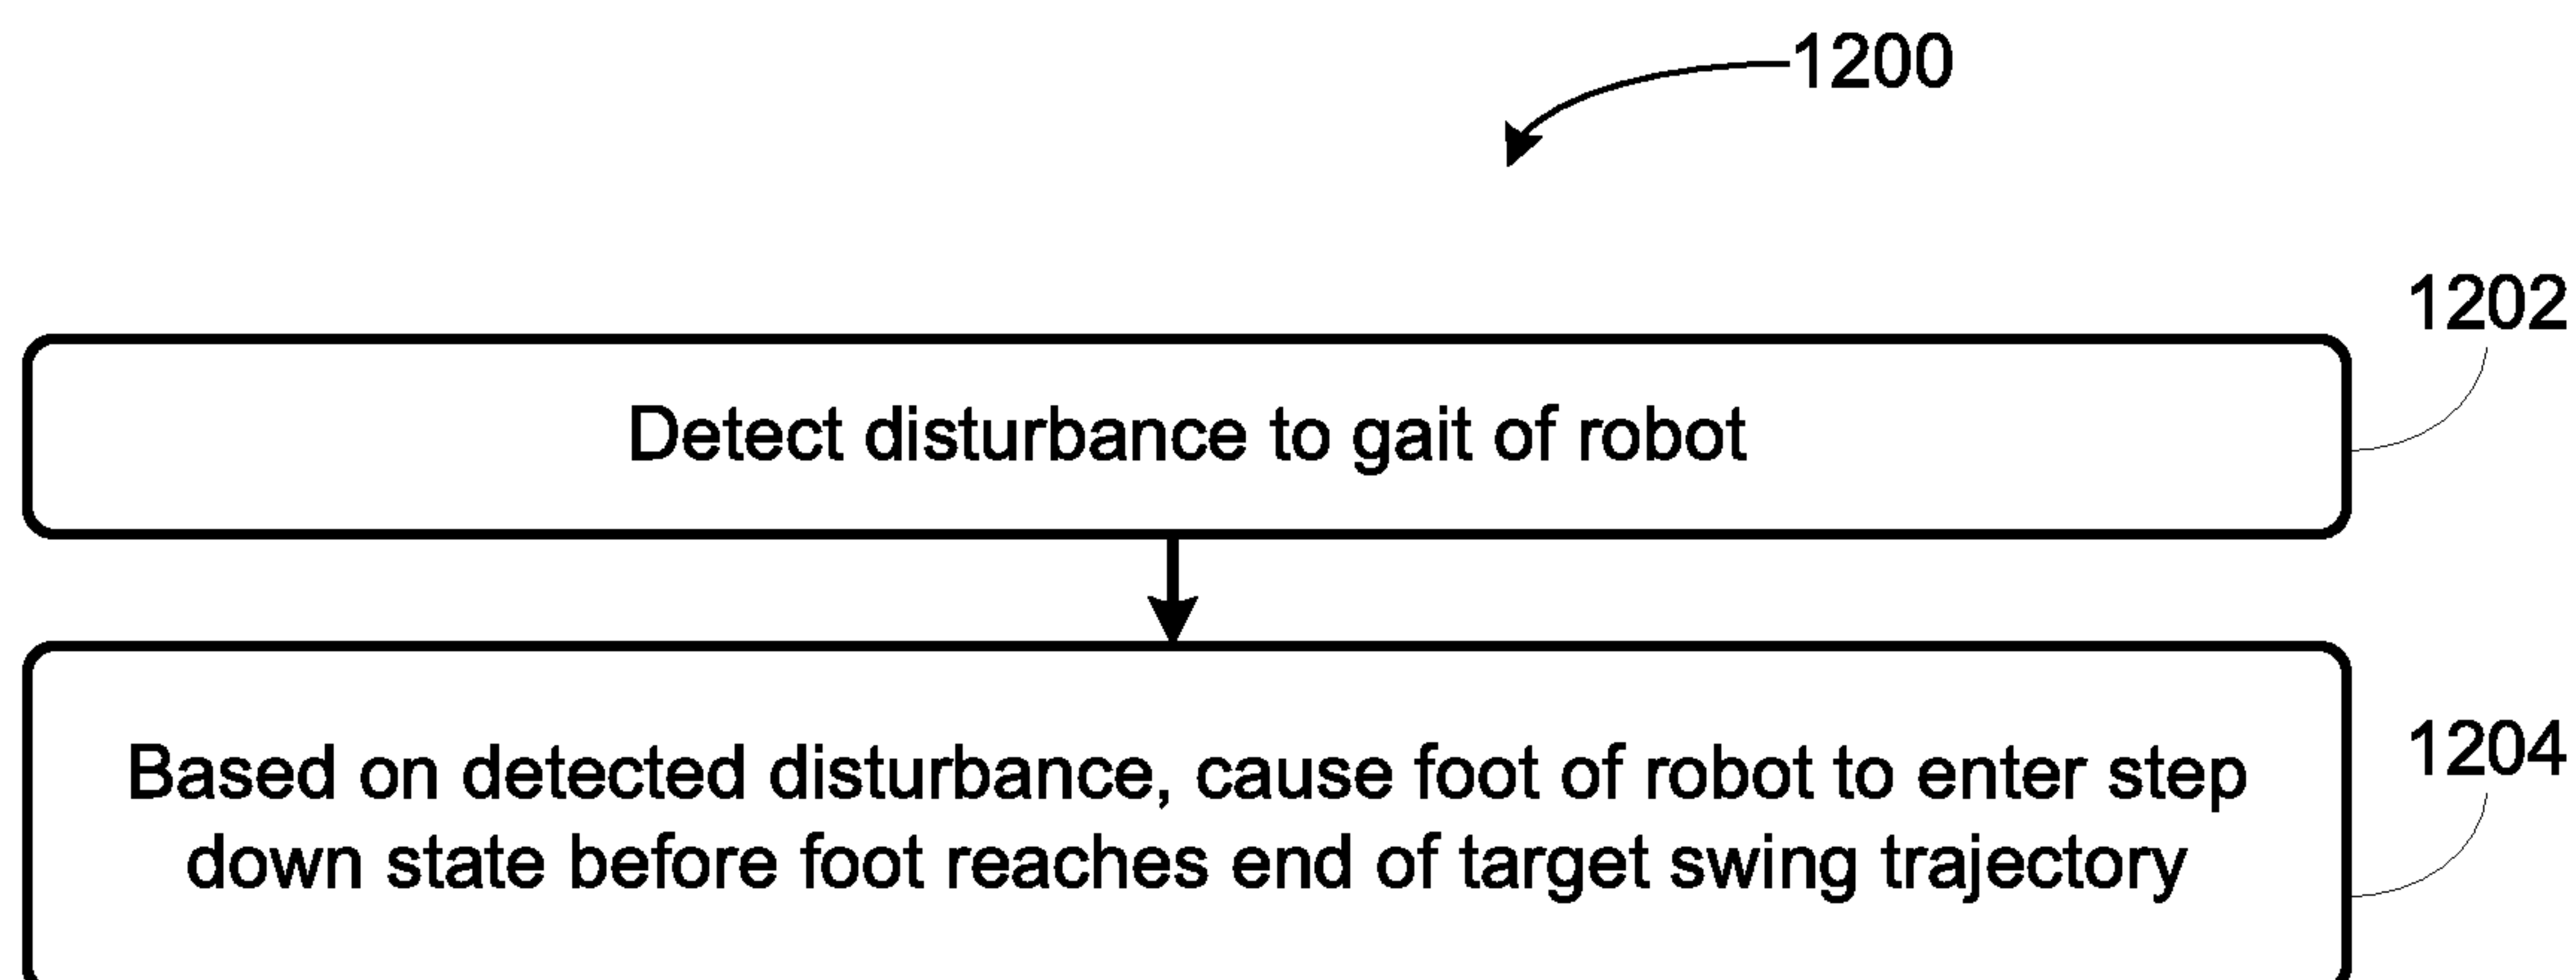 1200
1202
Detect disturbance to gait of robot
1204
Based on detected disturbance, cause foot of robot to enter step
down state before foot reaches end of target swing trajectory